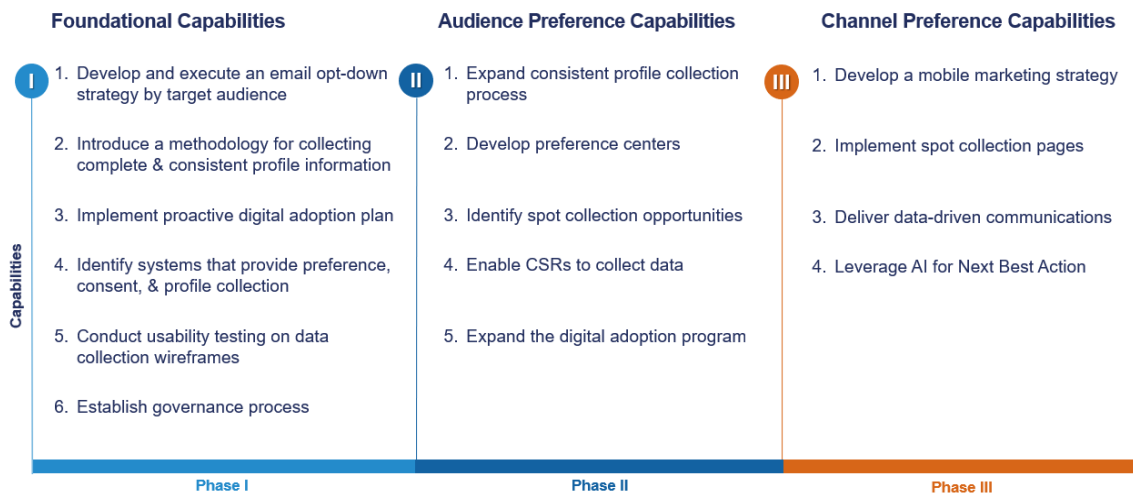 Foundational Capabilities
Audience Preference Capabilities
Channel Preference Capabilities
Capabilities
I
1. Develop and execute an email opt-down
strategy by target audience
2. Introduce a methodology for collecting
complete & consistent profile information
3. Implement proactive digital adoption plan
4. Identify systems that provide preference,
consent, & profile collection
5. Conduct usability testing on data
collection wireframes
6. Establish governance process
II
1. Expand consistent profile collection
process
2. Develop preference centers
3. Identify spot collection opportunities
4. Enable CSRs to collect data
5. Expand the digital adoption program
III
1. Develop a mobile marketing strategy
2. Implement spot collection pages
3. Deliver data-driven communications
4. Leverage AI for Next Best Action
Phase I
Phase II
Phase III